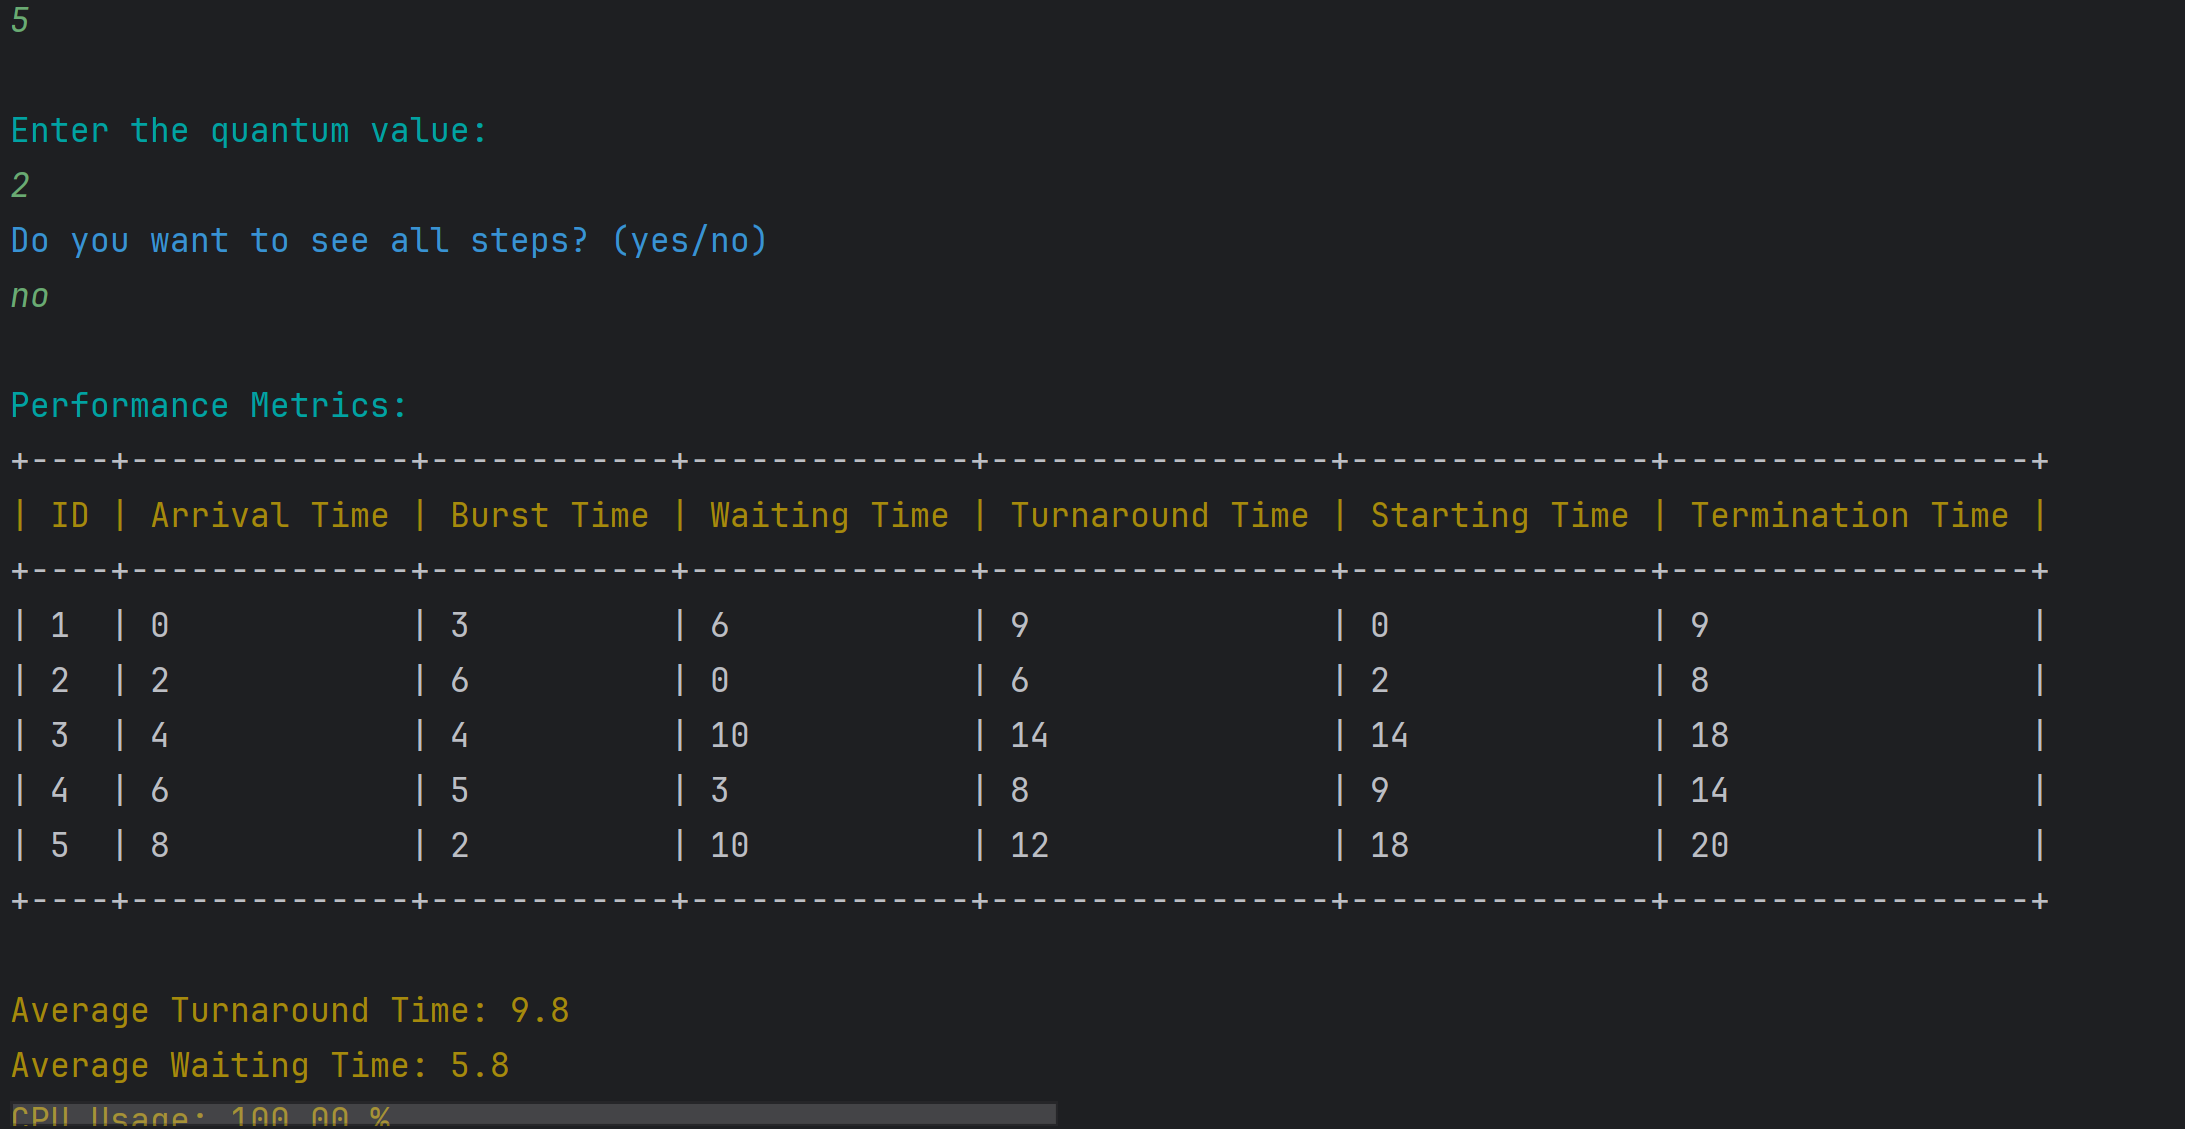 5
Enter the quantum value:
2
Do you want to see all steps? (yes/no)
no
Performance Metrics:
+----+--------------+------------+--------------+-----------------+---------------+------------------+
| ID | Arrival Time | Burst Time | Waiting Time | Turnaround Time | Starting Time | Termination Time |
+----+--------------+------------+--------------+-----------------+---------------+------------------+
| 1  | 0            | 3          | 6            | 9               | 0             | 9                |
| 2  | 2            | 6          | 0            | 6               | 2             | 8                |
| 3  | 4            | 4          | 10           | 14              | 14            | 18               |
| 4  | 6            | 5          | 3            | 8               | 9             | 14               |
| 5  | 8            | 2          | 10           | 12              | 18            | 20               |
+----+--------------+------------+--------------+-----------------+---------------+------------------+
Average Turnaround Time: 9.8
Average Waiting Time: 5.8
CPU Usage: 100.00 %